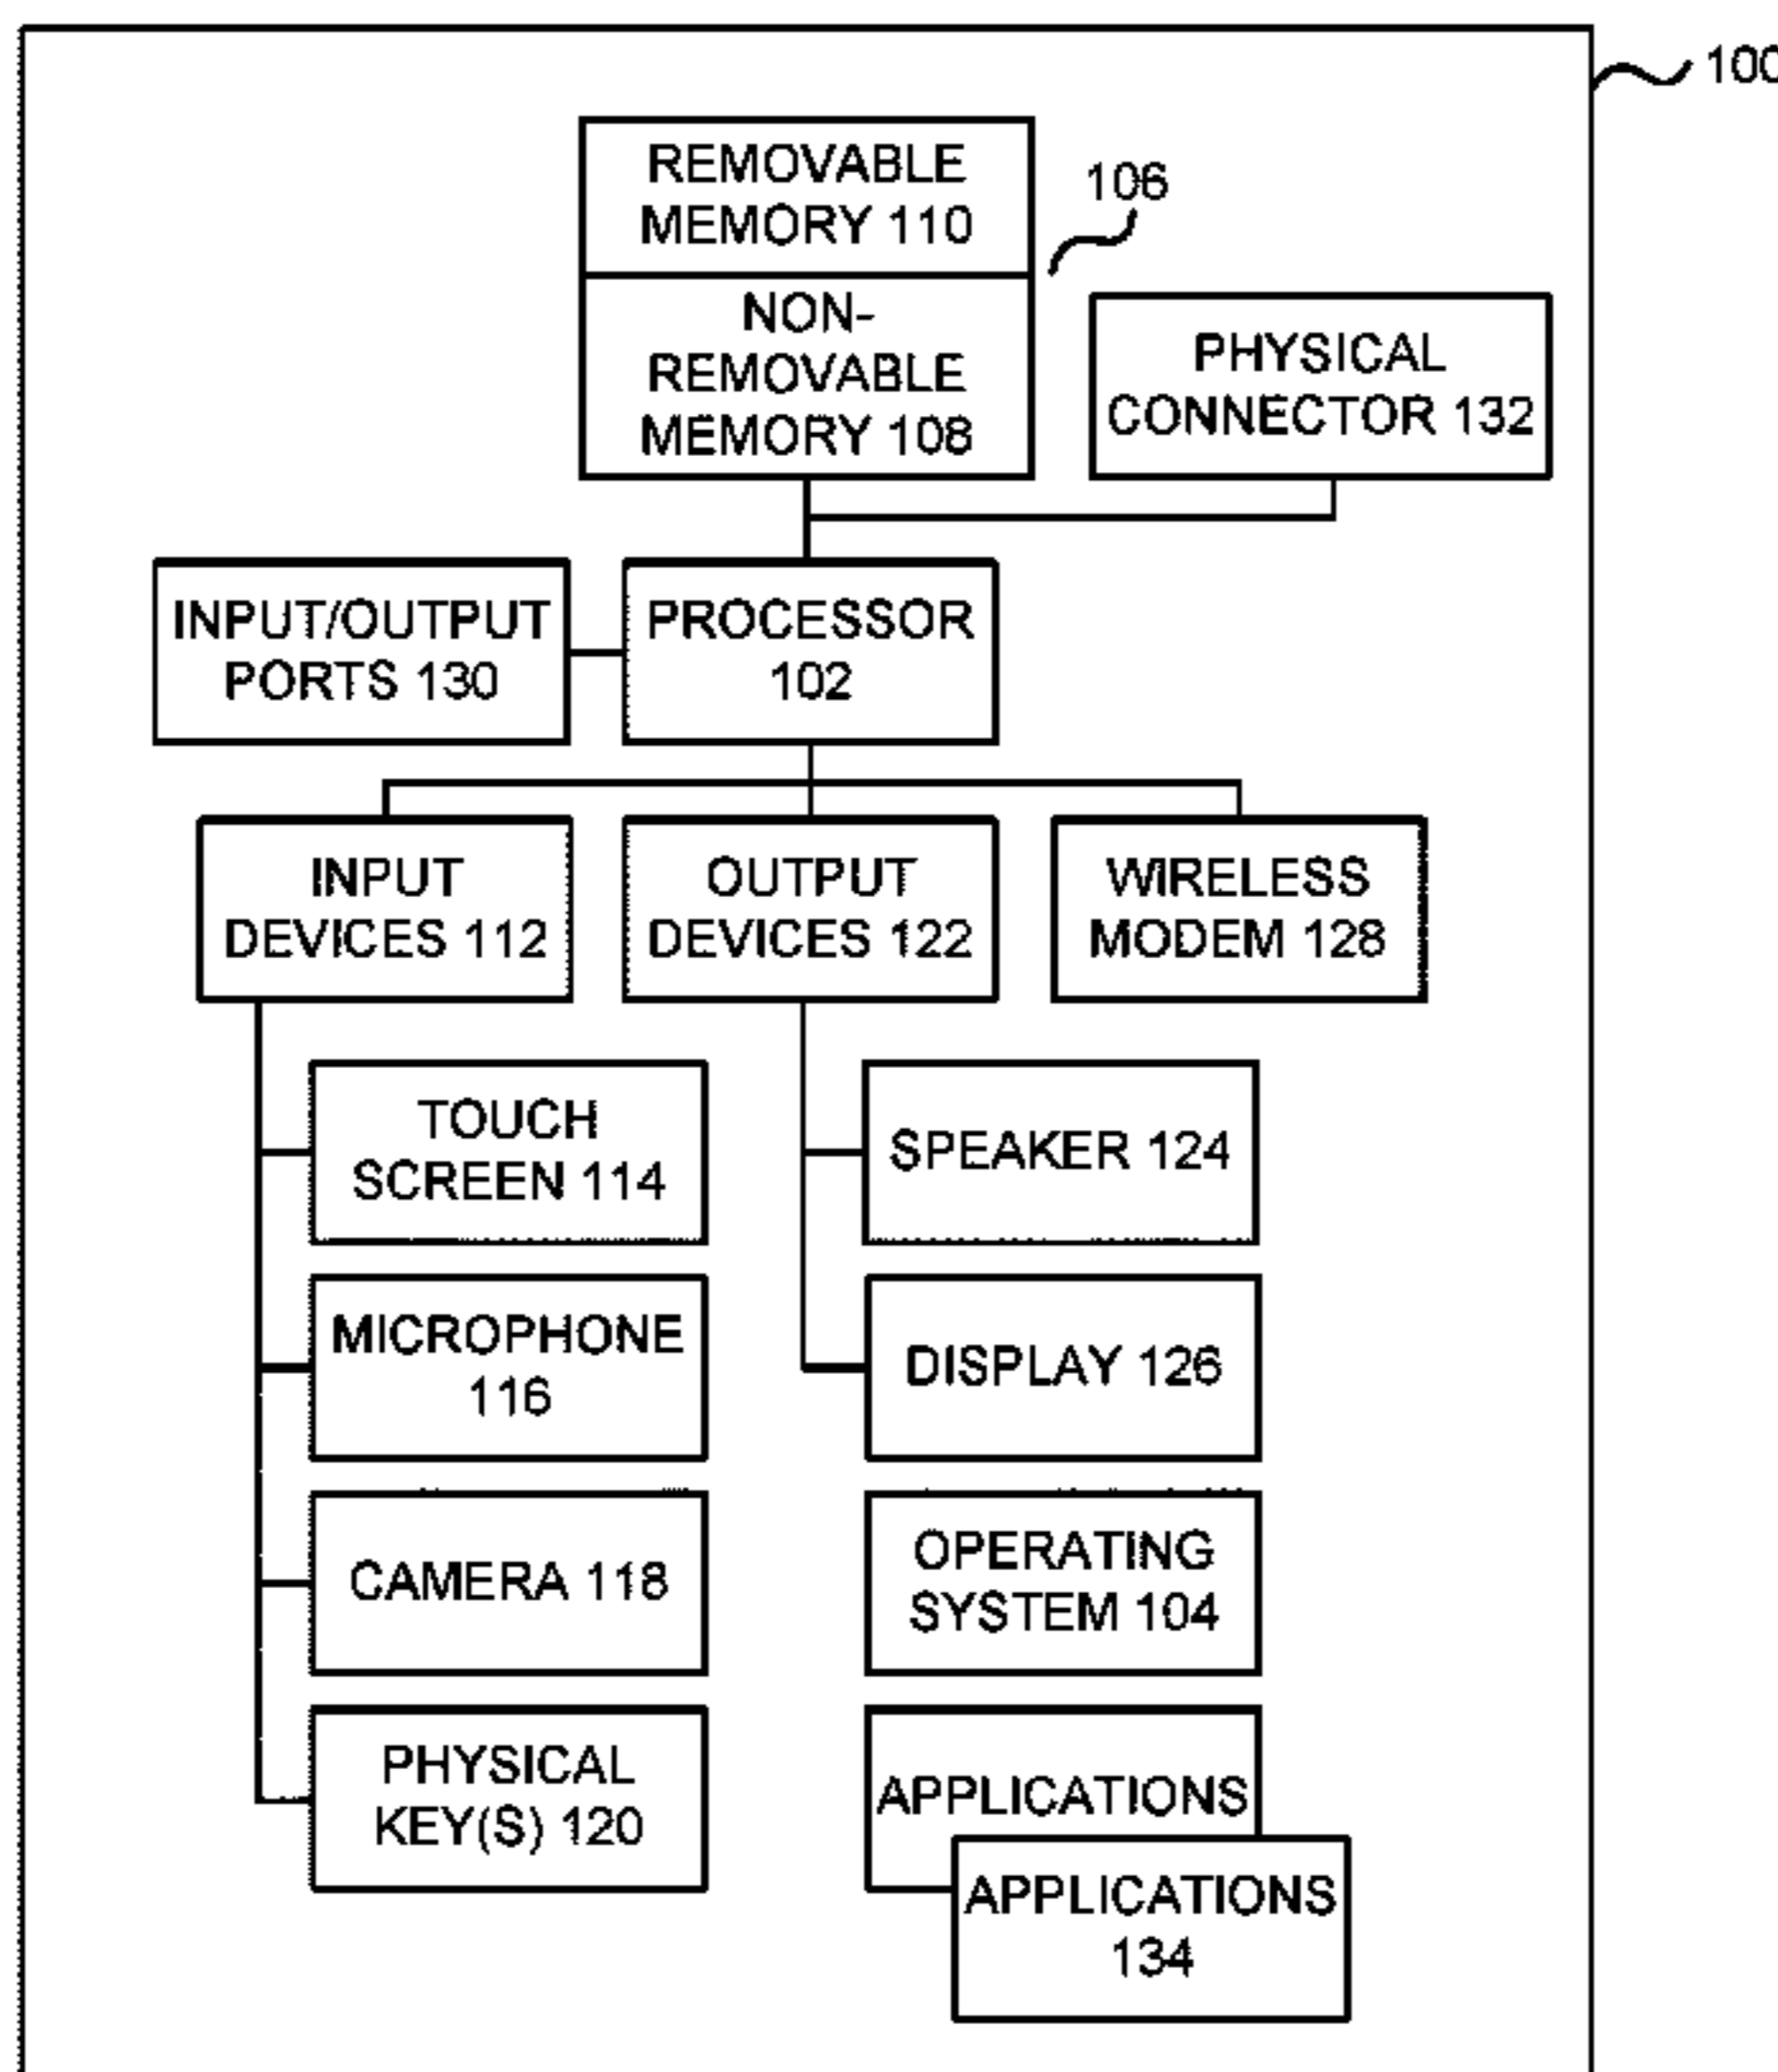 100
REMOVABLE
MEMORY 110
106
NON-
REMOVABLE
MEMORY 108
PHYSICAL
CONNECTOR 132
INPUT/OUTPUT
PORTS 130
PROCESSOR
102
INPUT
DEVICES 112
OUTPUT
DEVICES 122
WIRELESS
MODEM 128
TOUCH
SCREEN 114
SPEAKER 124
MICROPHONE
116
DISPLAY 126
CAMERA 118
OPERATING
SYSTEM 104
PHYSICAL
KEY(S) 120
APPLICATIONS
APPLICATIONS
134